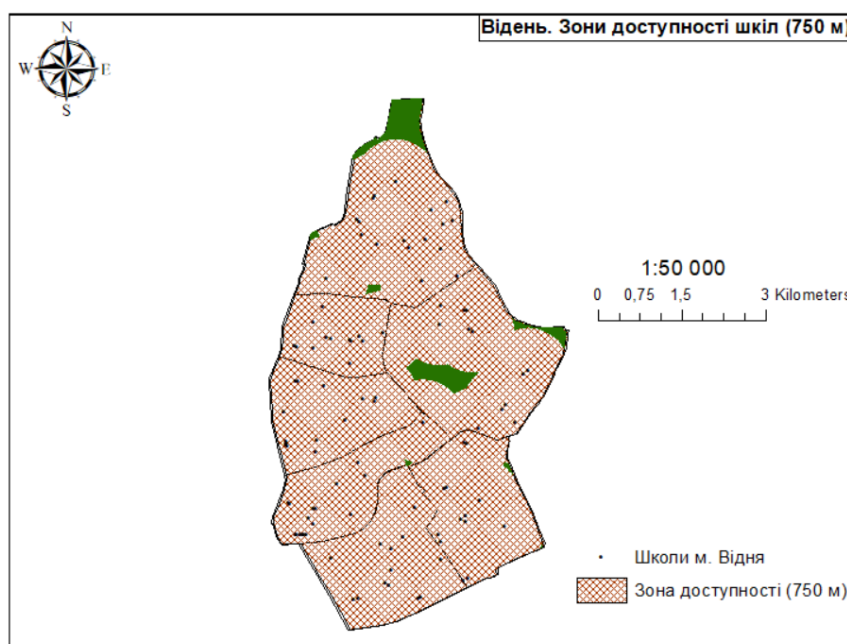 Відень. Зони доступності шкіл (750 м)
N
W E
S
1:50 000
0 0,75 1,5 3 Kilometers
Школи м. Відня
Зона доступності (750 м)